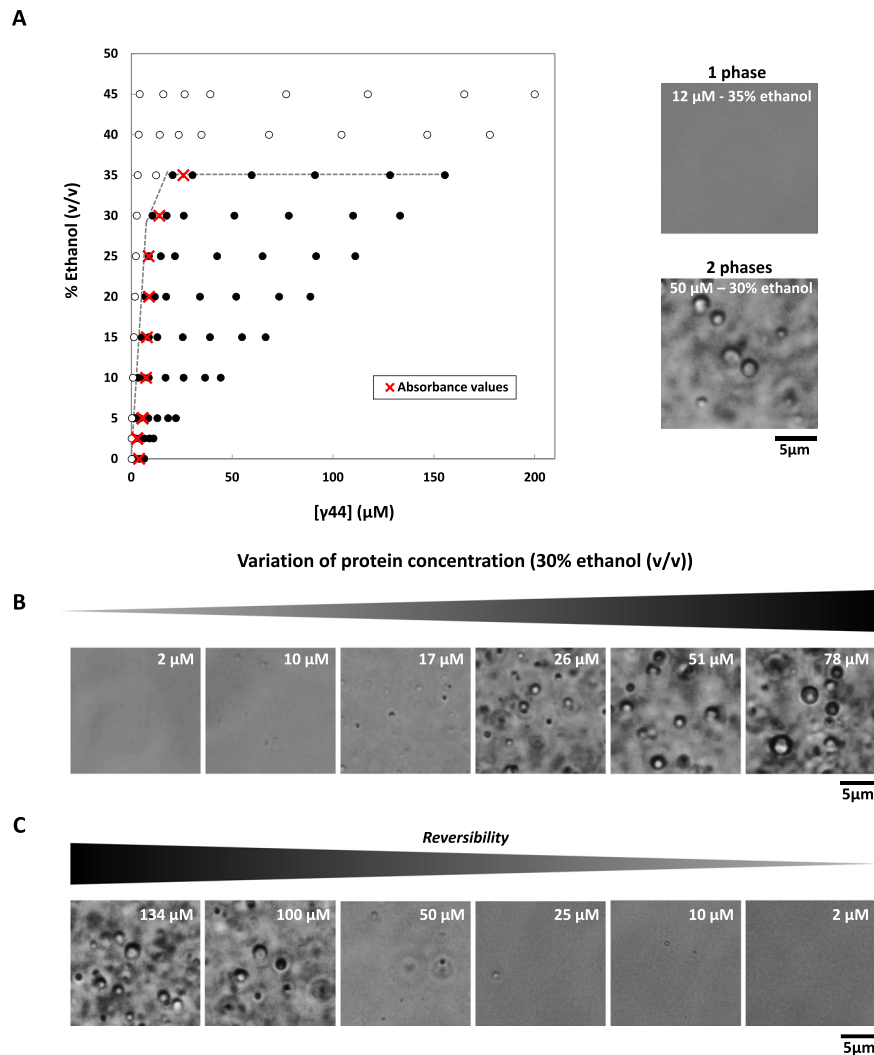 A
50
45
40
35
30
25
20
15
10
5
0
% Ethanol (v/v)
0 50 100 150 200
[γ44] (μM)
Absorbance values
1 phase
12 μM - 35% ethanol
2 phases
50 μM – 30% ethanol
5μm
Variation of protein concentration (30% ethanol (v/v))
B
2 μM 10 μM 17 μM 26 μM 51 μM 78 μM
5μm
C
Reversibility
134 μM 100 μM 50 μM 25 μM 10 μM 2 μM
5μm